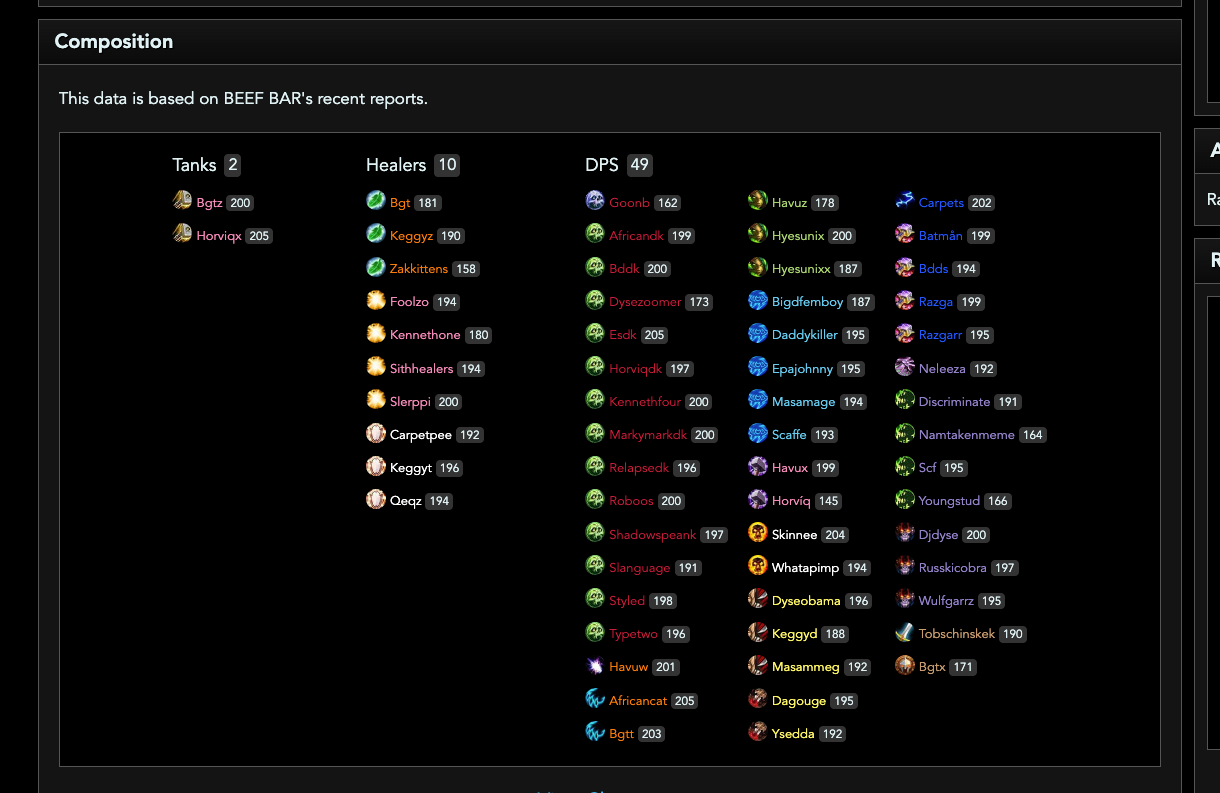 Composition
This data is based on BEEF BAR's recent reports.
Tanks 2
Bgtz 200
Horviqx 205
Healers 10
Bgt 181
Keggyz 190
Zakkittens 158
Foolzo 194
Kennethone 180
Sithhealers 194
Slerppi 200
Carpetpee 192
Keggyt 196
Qeqz 194
DPS 49
Goonb 162
Africandk 199
Bddk 200
Dysezoomer 173
Esdk 205
Horviqdk 197
Kennethfour 200
Markymarkdk 200
Relapsedk 196
Roboos 200
Shadowspeank 197
Slanguage 191
Styled 198
Typetwo 196
Havuw 201
Africancat 205
Bgtt 203
Havuz 178
Hyesunix 200
Hyesunixx 187
Bigdfemboy 187
Daddykiller 195
Epajohnny 195
Masamage 194
Scaffe 193
Havux 199
Horvíq 145
Skinnee 204
Whatapimp 194
Dyseobama 196
Keggyd 188
Masammeg 192
Dagouge 195
Ysedda 192
Carpets 202
Batmån 199
Bdds 194
Razga 199
Razgarr 195
Neleeza 192
Discriminate 191
Namtakenmeme 164
Scf 195
Youngstud 166
Djdyse 200
Russkicobra 197
Wulfgarrz 195
Tobschinskek 190
Bgtx 171